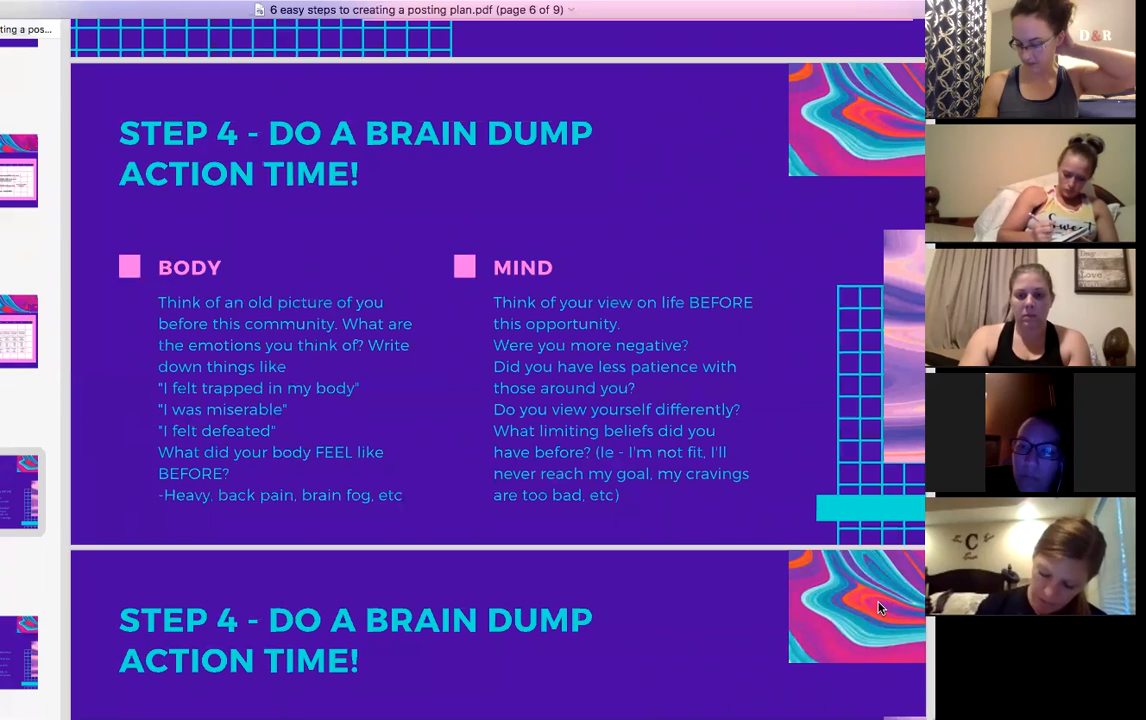 6 easy steps to creating a posting plan.pdf (page 6 of 9)
ting a pos...
STEP 4 - DO A BRAIN DUMP
ACTION TIME!
BODY
Think of an old picture of you
before this community. What are
the emotions you think of? Write
down things like
"I felt trapped in my body"
"I was miserable"
"I felt defeated"
What did your body FEEL like
BEFORE?
-Heavy, back pain, brain fog, etc
MIND
Think of your view on life BEFORE
this opportunity.
Were you more negative?
Did you have less patience with
those around you?
Do you view yourself differently?
What limiting beliefs did you
have before? (Ie - I'm not fit, I'll
never reach my goal, my cravings
are too bad, etc)
STEP 4 - DO A BRAIN DUMP
ACTION TIME!
D&R
Sweet
Love
C